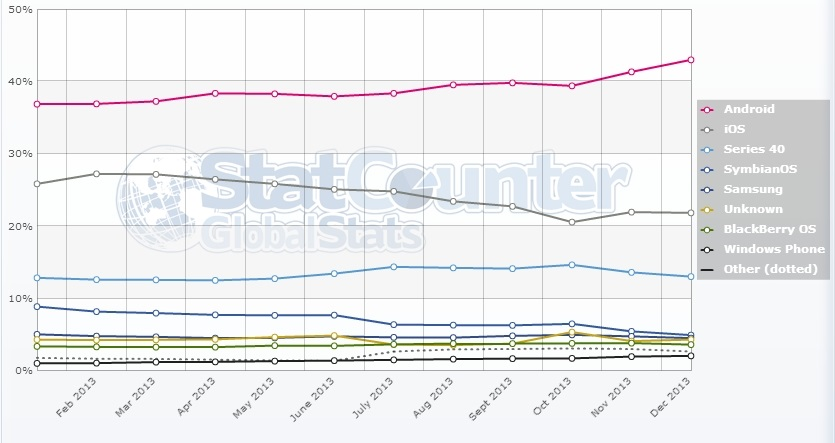 50%
40%
30%
20%
10%
0%
StatCounter
GlobalStats
Feb 2013
Mar 2013
Apr 2013
May 2013
June 2013
July 2013
Aug 2013
Sept 2013
Oct 2013
Nov 2013
Dec 2013
Android
iOS
Series 40
SymbianOS
Samsung
Unknown
BlackBerry OS
Windows Phone
Other (dotted)